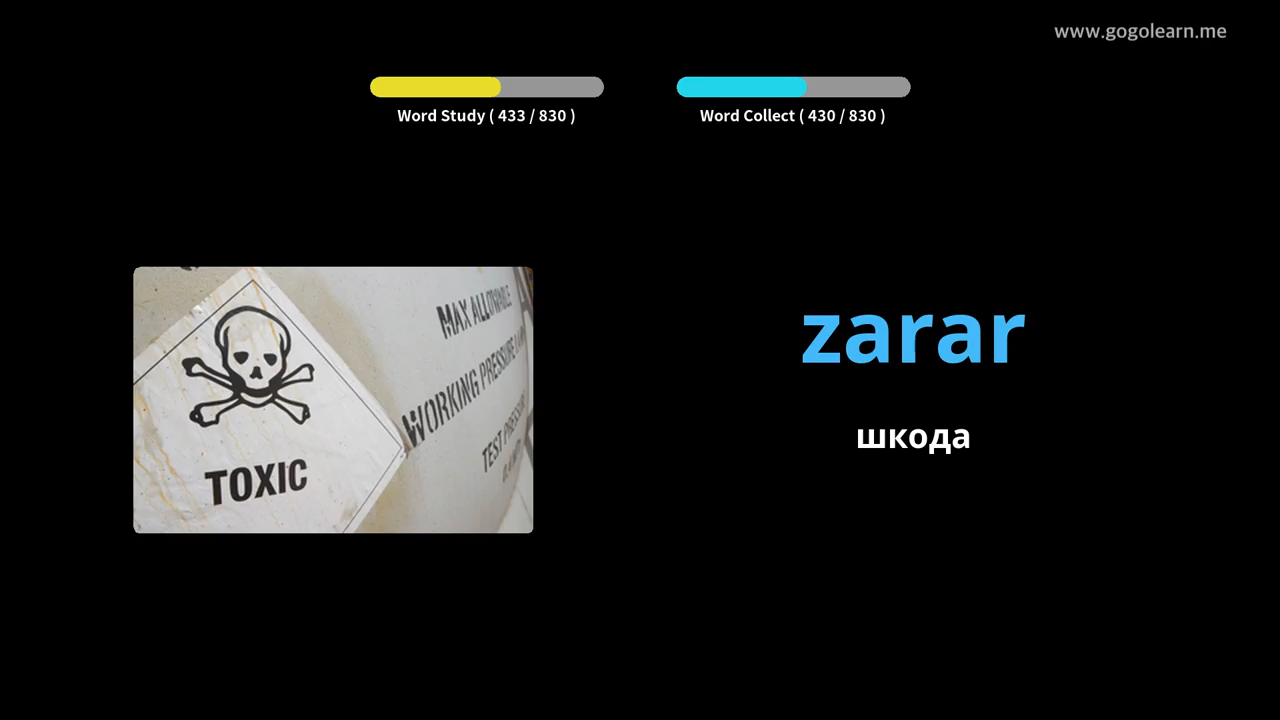 www.gogolearn.me
Word Study ( 433 / 830 )
Word Collect ( 430 / 830 )
MAX ALLOWABLE
WORKING PRESSURE
TEST PRESSURE
TOXIC
zarar
шкода